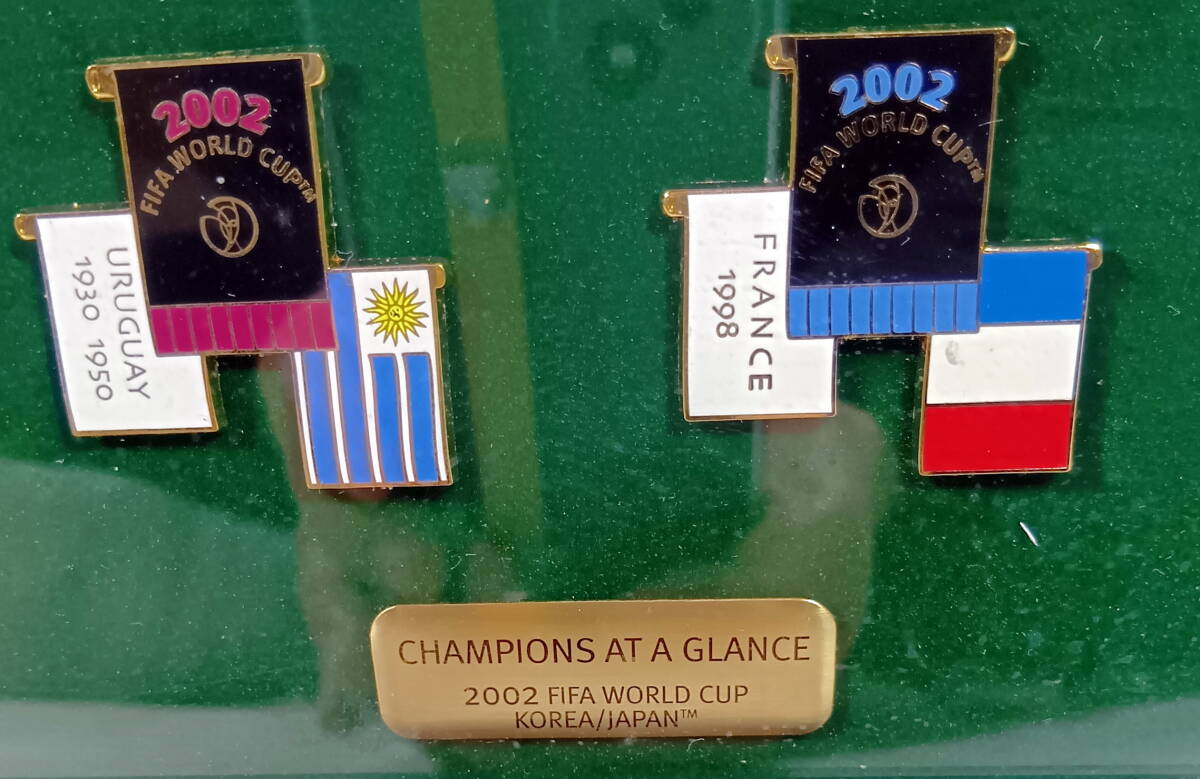 2002
FIFA WORLD CUP™
URUGUAY
1930 1950
2002
FIFA WORLD CUP™
FRANCE
1998
CHAMPIONS AT A GLANCE
2002 FIFA WORLD CUP
KOREA/JAPAN™